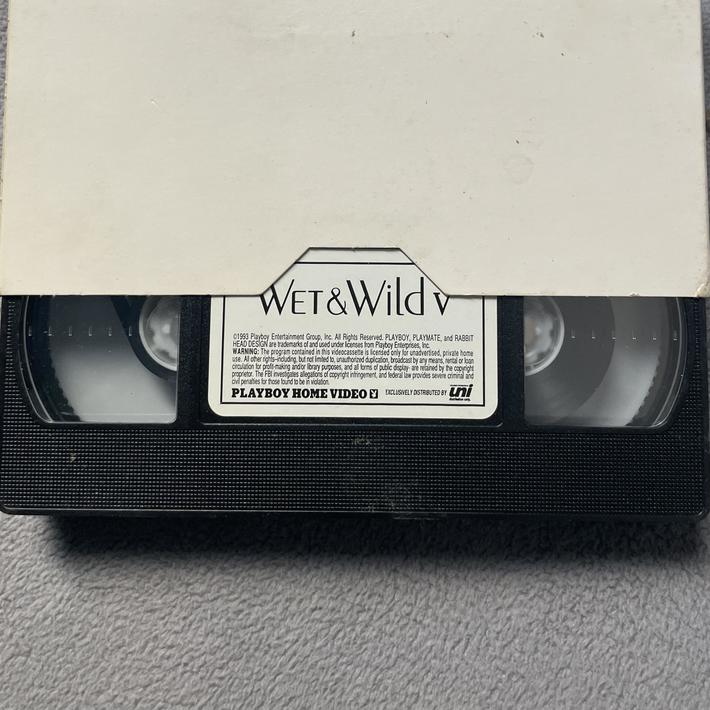 WET & Wild V
©1993 Playboy Entertainment Group, Inc. All Rights Reserved. PLAYBOY, PLAYMATE, and RABBIT
HEAD DESIGN are trademarks of and used under licenses from Playboy Enterprises, Inc.
WARNING: The program contained in this videocassette is licensed only for unadvertised, private home
use. All other rights-including, but not limited to, unauthorized duplication, broadcast by any means, rental or loan
circulation for profit-making and/or library purposes, and all forms of public display- are retained by the copyright
proprietor. The FBI investigates allegations of copyright infringement, and federal law provides severe criminal and
civil penalties for those found to be in violation.
PLAYBOY HOME VIDEO EXCLUSIVELY DISTRIBUTED BY uni
distribution corp.